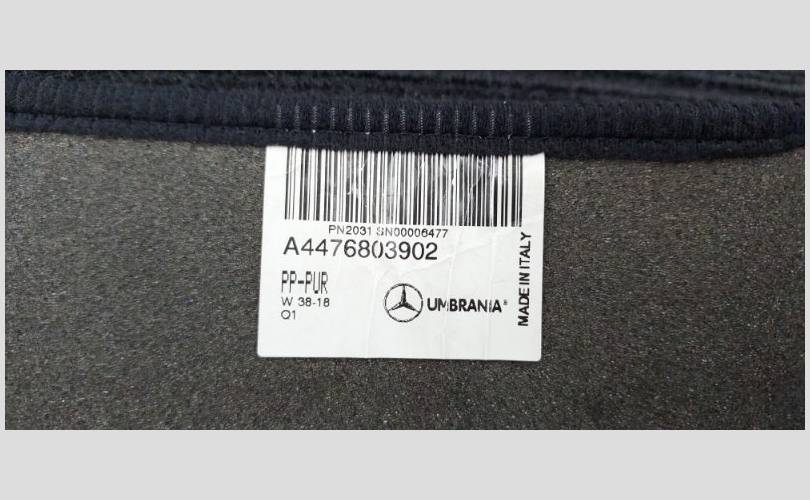 PN2031 SN00006477
A4476803902
PP-PUR
W 38-18
Q1
UMBRANIA®
MADE IN ITALY